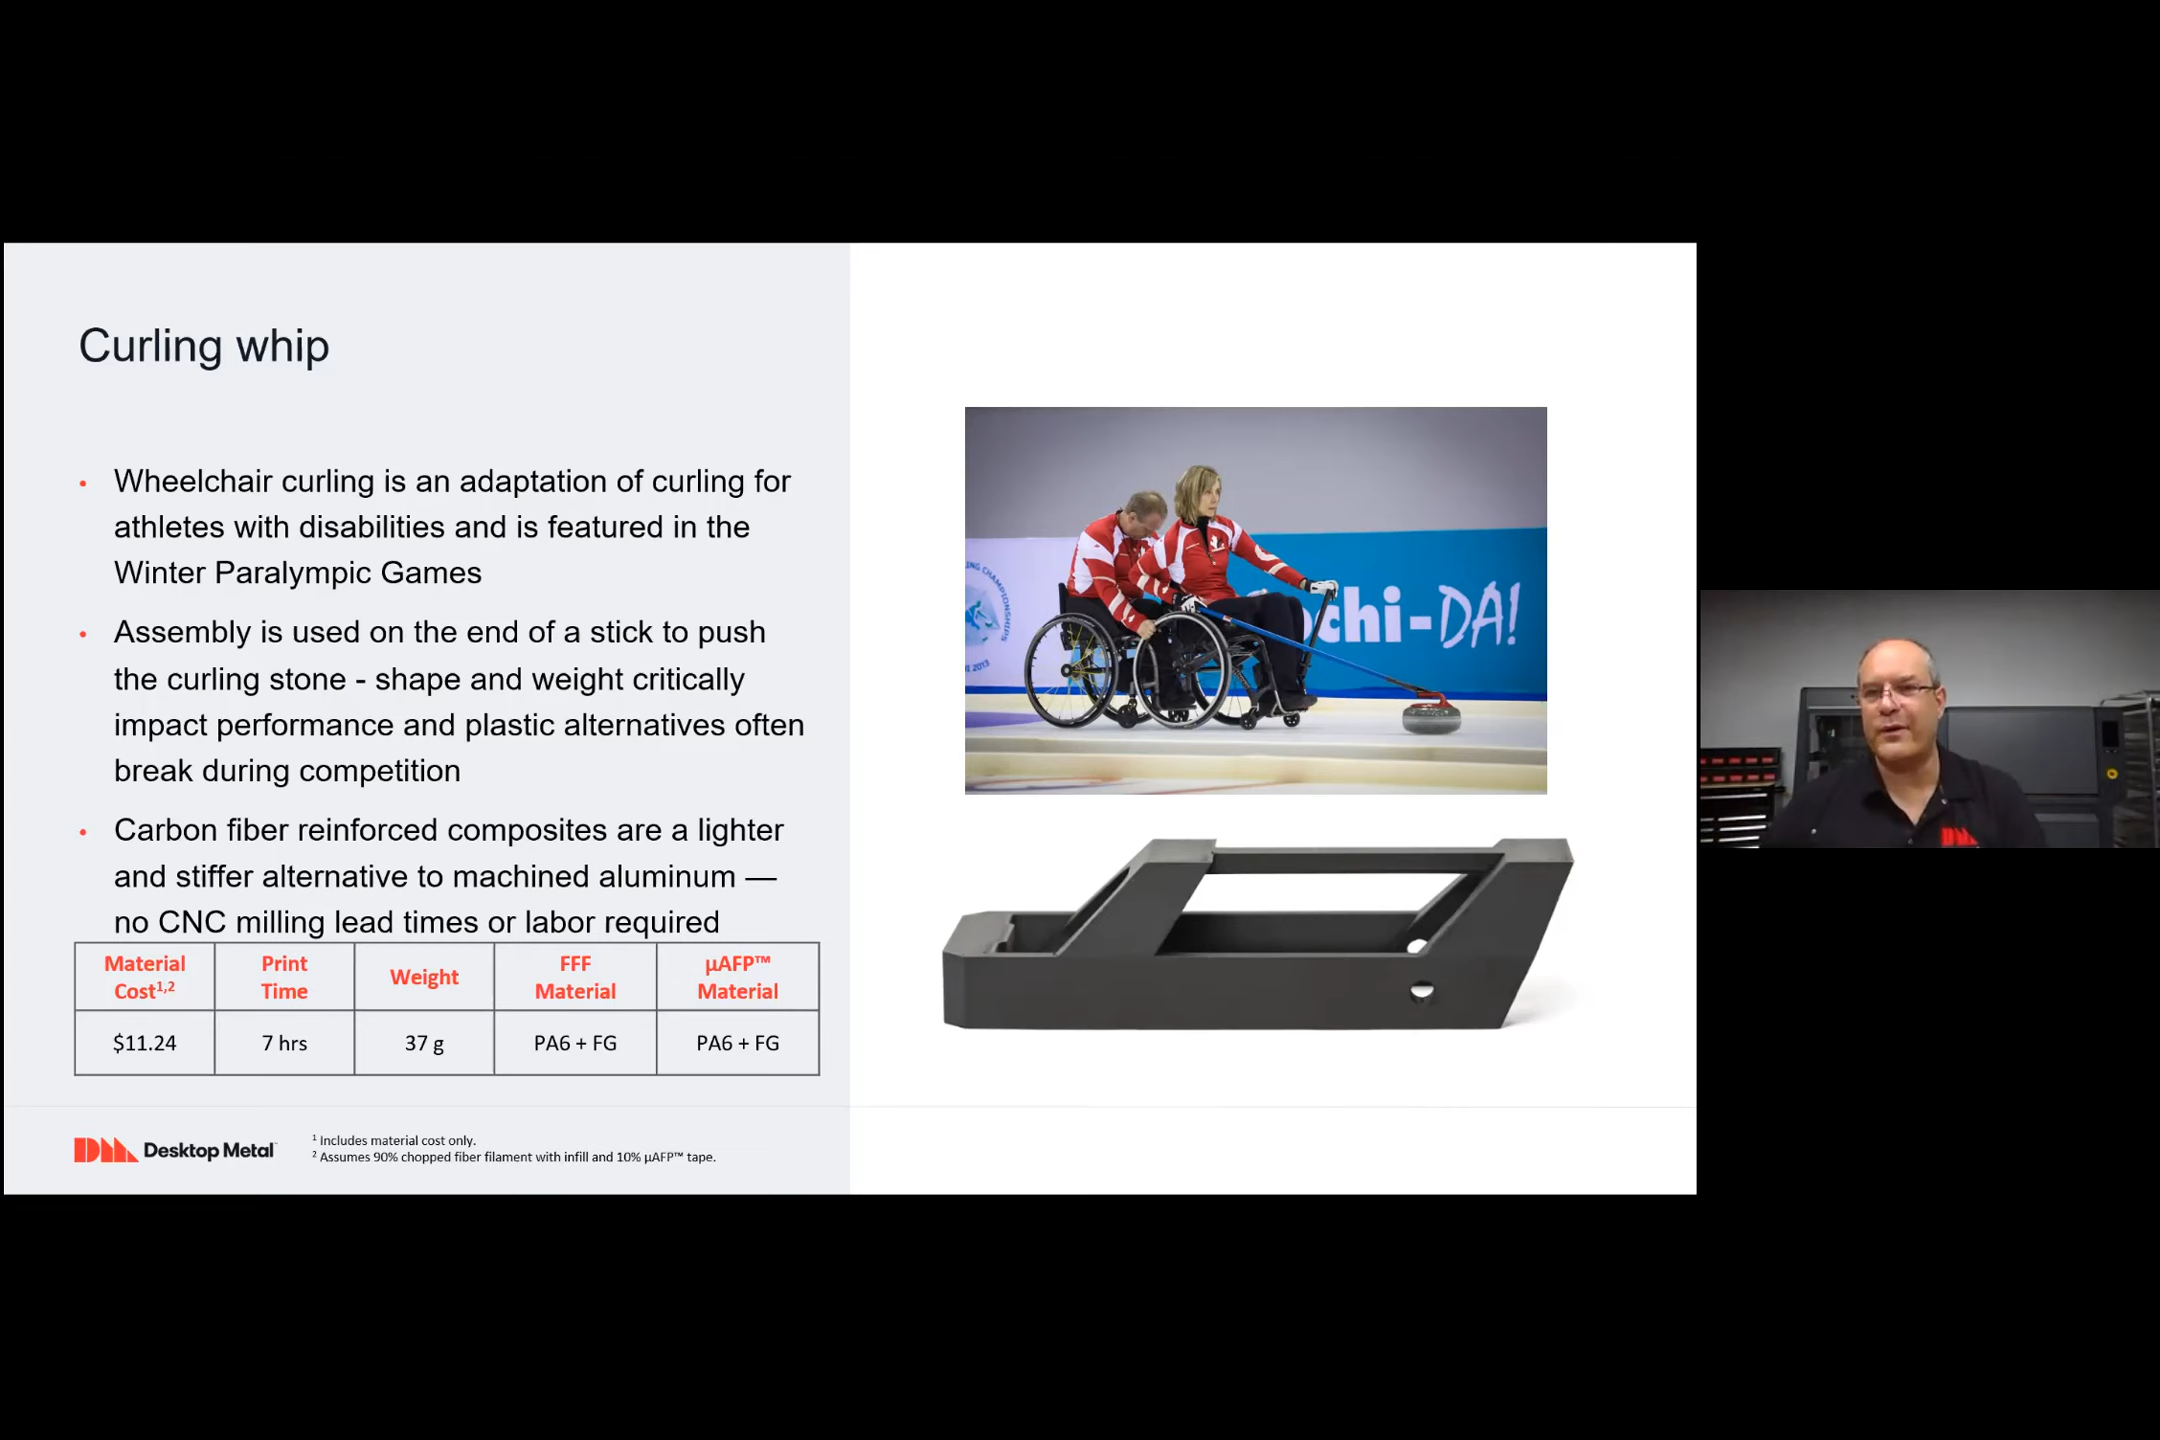 Curling whip
• Wheelchair curling is an adaptation of curling for
athletes with disabilities and is featured in the
Winter Paralympic Games
• Assembly is used on the end of a stick to push
the curling stone - shape and weight critically
impact performance and plastic alternatives often
break during competition
• Carbon fiber reinforced composites are a lighter
and stiffer alternative to machined aluminum —
no CNC milling lead times or labor required
Material Cost1,2 Print Time Weight FFF Material μAFP™ Material
$11.24 7 hrs 37 g PA6 + FG PA6 + FG
DM Desktop Metal
1 Includes material cost only.
2 Assumes 90% chopped fiber filament with infill and 10% μAFP™ tape.
ochi-DA!
2013
DM